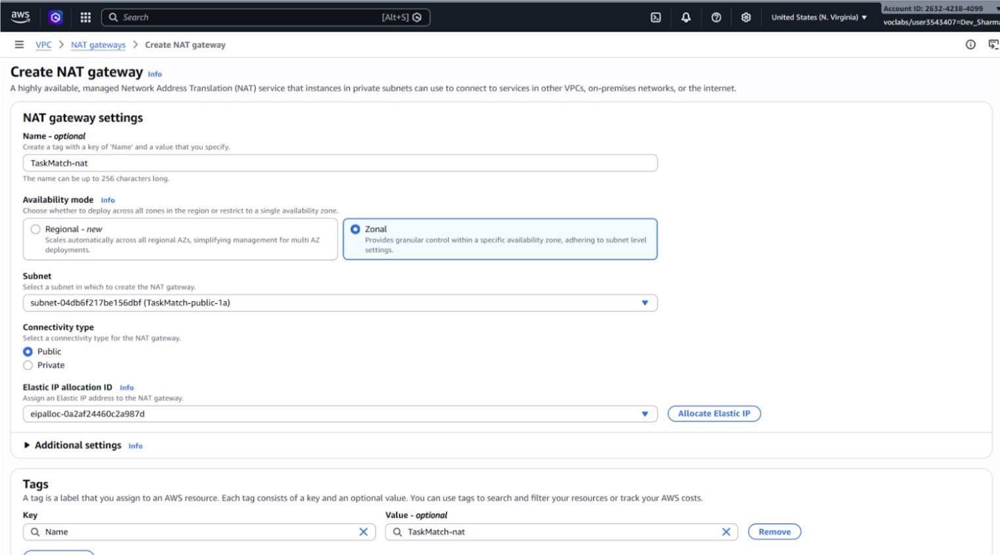 aws
Search [Alt+S]
United States (N. Virginia)
Account ID: 2632-4238-4099
voclabs/user3543407=Dev_Sharma
VPC > NAT gateways > Create NAT gateway
Create NAT gateway Info
A highly available, managed Network Address Translation (NAT) service that instances in private subnets can use to connect to services in other VPCs, on-premises networks, or the internet.
NAT gateway settings
Name - optional
Create a tag with a key of 'Name' and a value that you specify.
TaskMatch-nat
The name can be up to 256 characters long.
Availability mode Info
Choose whether to deploy across all zones in the region or restrict to a single availability zone.
Regional - new
Scales automatically across all regional AZs, simplifying management for multi AZ
deployments.
Zonal
Provides granular control within a specific availability zone, adhering to subnet level
settings.
Subnet
Select a subnet in which to create the NAT gateway.
subnet-04db6f217be156dbf (TaskMatch-public-1a)
Connectivity type
Select a connectivity type for the NAT gateway.
Public
Private
Elastic IP allocation ID Info
Assign an Elastic IP address to the NAT gateway.
eipalloc-0a2af24460c2a987d
Allocate Elastic IP
Additional settings Info
Tags
A tag is a label that you assign to an AWS resource. Each tag consists of a key and an optional value. You can use tags to search and filter your resources or track your AWS costs.
Key
Value - optional
Name
TaskMatch-nat
Remove